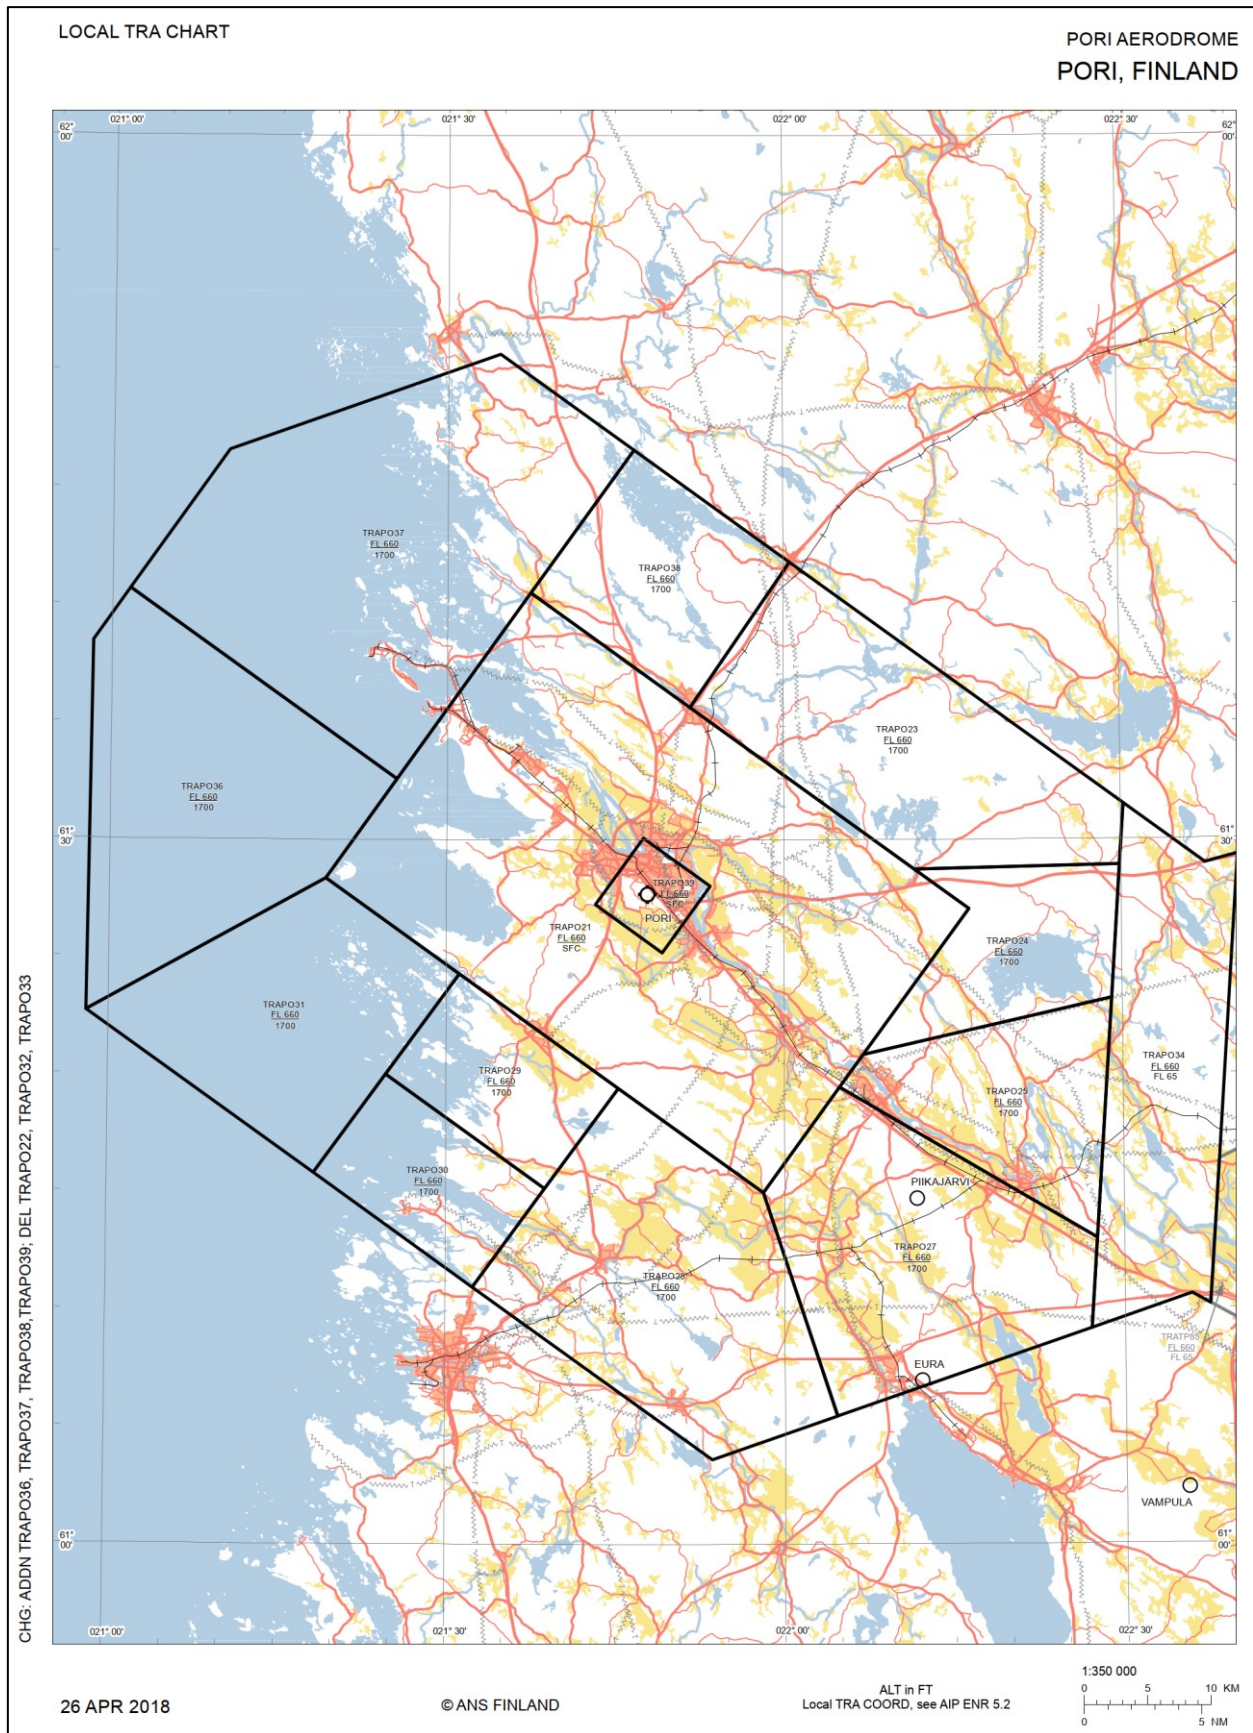 LOCAL TRA CHART
PORI AERODROME
PORI, FINLAND
021° 00'
021° 30'
022° 00'
022° 30'
62°
00'
62°
00'
TRAPO37
FL 660
1700
TRAPO38
FL 660
1700
TRAPO23
FL 660
1700
TRAPO36
FL 660
1700
61°
30'
61°
30'
TRAPO39
FL 660
SFC
PORI
TRAPO21
FL 660
SFC
TRAPO24
FL 660
1700
TRAPO31
FL 660
1700
TRAPO29
FL 660
1700
TRAPO34
FL 660
FL 65
TRAPO25
FL 660
1700
TRAPO30
FL 660
1700
PIIKAJÄRVI
TRAPO27
FL 660
1700
TRAPO28
FL 660
1700
TRATP85
FL 660
FL 65
EURA
VAMPULA
61°
00'
61°
00'
021° 00'
021° 30'
022° 00'
022° 30'
CHG: ADDN TRAPO36, TRAPO37, TRAPO38, TRAPO39; DEL TRAPO22, TRAPO32, TRAPO33
26 APR 2018
© ANS FINLAND
ALT in FT
Local TRA COORD, see AIP ENR 5.2
1:350 000
0 5 10 KM
0 5 NM